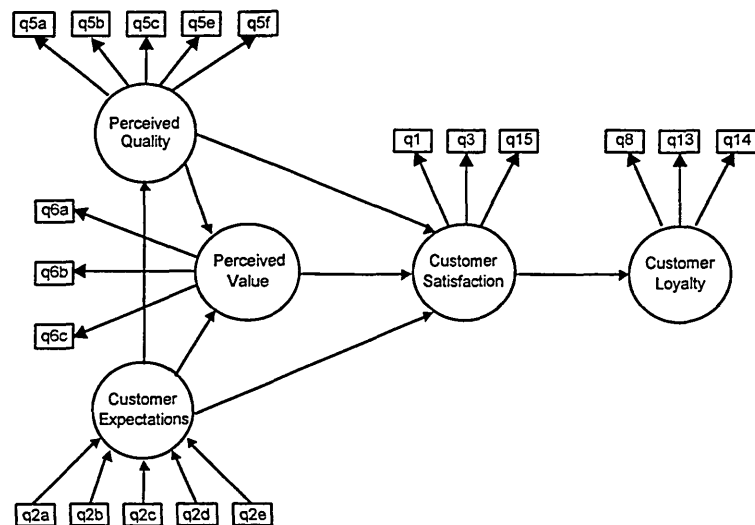 q5a q5b q5c q5e q5f
Perceived
Quality
q1 q3 q15
q8 q13 q14
q6a
q6b
q6c
Perceived
Value
Customer
Satisfaction
Customer
Loyalty
Customer
Expectations
q2a q2b q2c q2d q2e